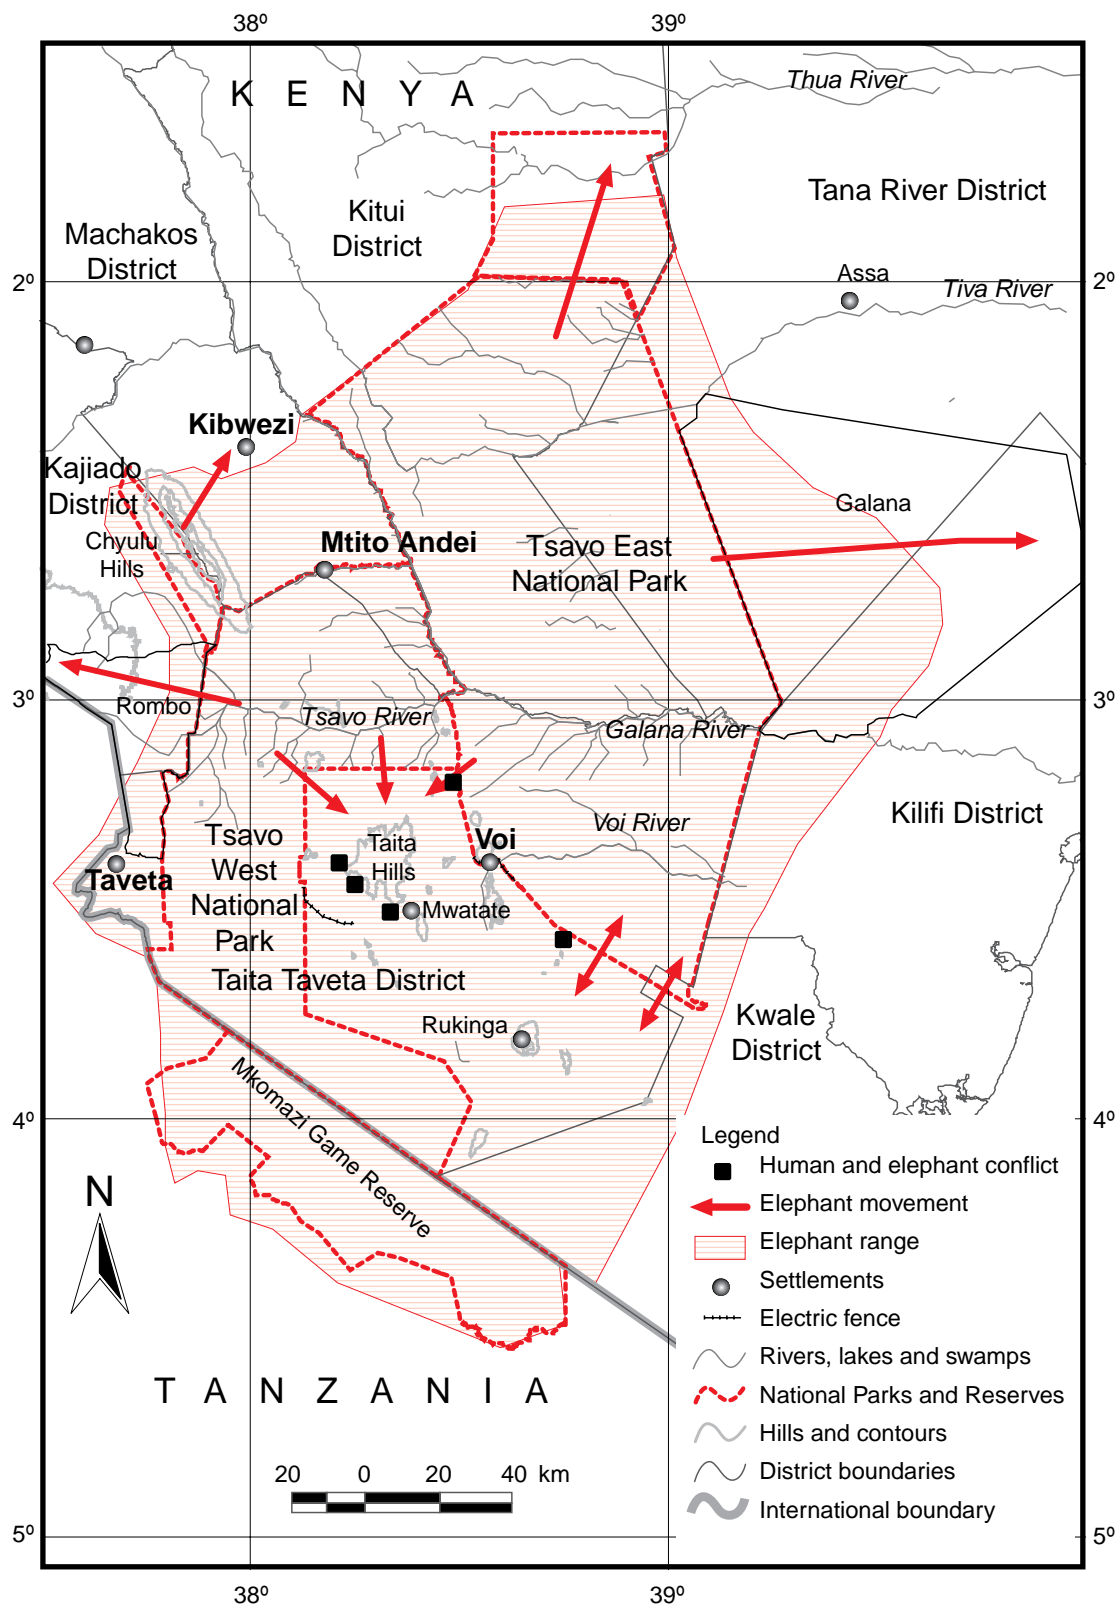 38º
39º
K E N Y A
Thua River
Tana River District
Kitui
District
Machakos
District
2º
2º
Assa
Tiva River
Kibwezi
Kajiado
District
Galana
Chyulu
Hills
Mtito Andei
Tsavo East
National Park
3º
3º
Rombo
Tsavo River
Galana River
Kilifi District
Voi River
Tsavo
West
National
Park
Taita
Hills
Voi
Taveta
Mwatate
Taita Taveta District
Rukinga
Kwale
District
Mkomazi Game Reserve
4º
4º
Legend
Human and elephant conflict
Elephant movement
Elephant range
Settlements
Electric fence
Rivers, lakes and swamps
National Parks and Reserves
Hills and contours
District boundaries
International boundary
N
T A N Z A N I A
20 0 20 40 km
5º
5º
38º
39º